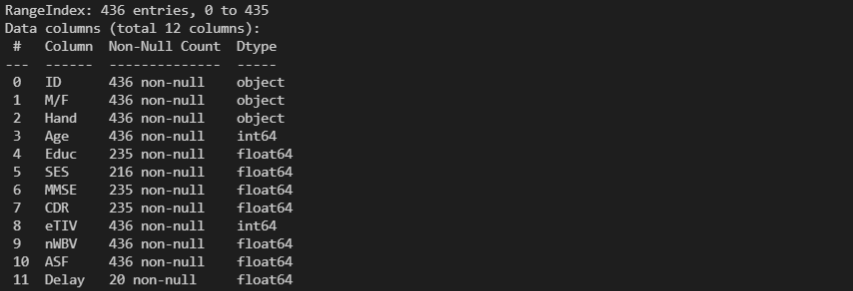 RangeIndex: 436 entries, 0 to 435
Data columns (total 12 columns):
 #   Column  Non-Null Count  Dtype
---  ------  --------------  -----
 0   ID      436 non-null    object
 1   M/F     436 non-null    object
 2   Hand    436 non-null    object
 3   Age     436 non-null    int64
 4   Educ    235 non-null    float64
 5   SES     216 non-null    float64
 6   MMSE    235 non-null    float64
 7   CDR     235 non-null    float64
 8   eTIV    436 non-null    int64
 9   nWBV    436 non-null    float64
 10  ASF     436 non-null    float64
 11  Delay   20 non-null     float64